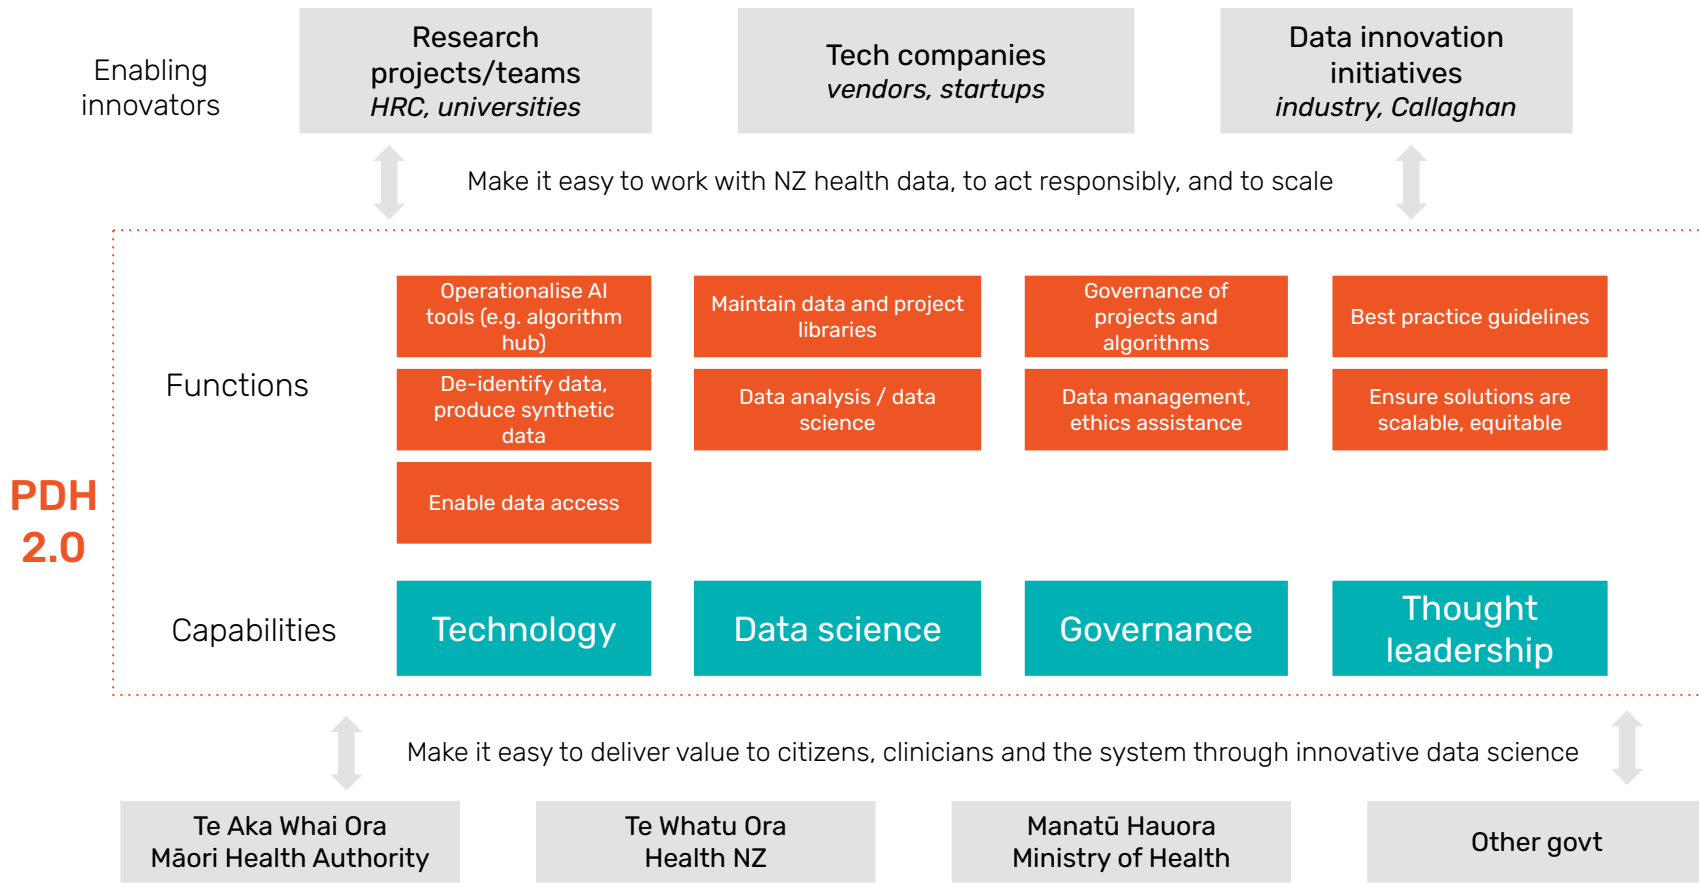 Enabling
innovators
Research
projects/teams
HRC, universities
Tech companies
vendors, startups
Data innovation
initiatives
industry, Callaghan
Make it easy to work with NZ health data, to act responsibly, and to scale
PDH
2.0
Functions
Operationalise AI
tools (e.g. algorithm
hub)
Maintain data and project
libraries
Governance of
projects and
algorithms
Best practice guidelines
De-identify data,
produce synthetic
data
Data analysis / data
science
Data management,
ethics assistance
Ensure solutions are
scalable, equitable
Enable data access
Capabilities
Technology
Data science
Governance
Thought
leadership
Make it easy to deliver value to citizens, clinicians and the system through innovative data science
Te Aka Whai Ora
Māori Health Authority
Te Whatu Ora
Health NZ
Manatū Hauora
Ministry of Health
Other govt